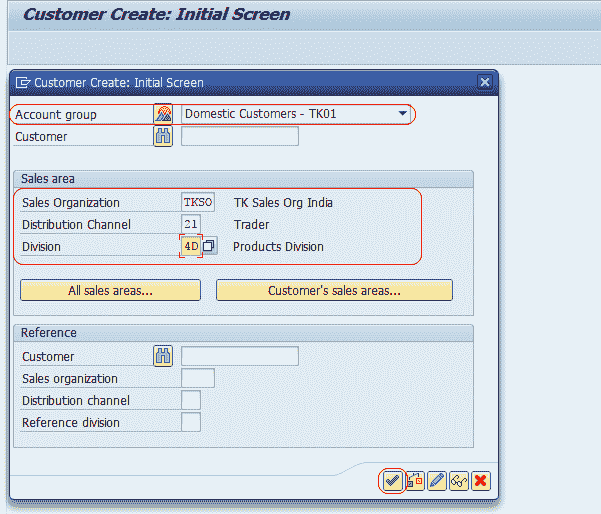 Customer Create: Initial Screen
Customer Create: Initial Screen
Account group Domestic Customers - TK01
Customer
Sales area
Sales Organization TKSO TK Sales Org India
Distribution Channel 21 Trader
Division 4D Products Division
All sales areas... Customer's sales areas...
Reference
Customer
Sales organization
Distribution channel
Reference division